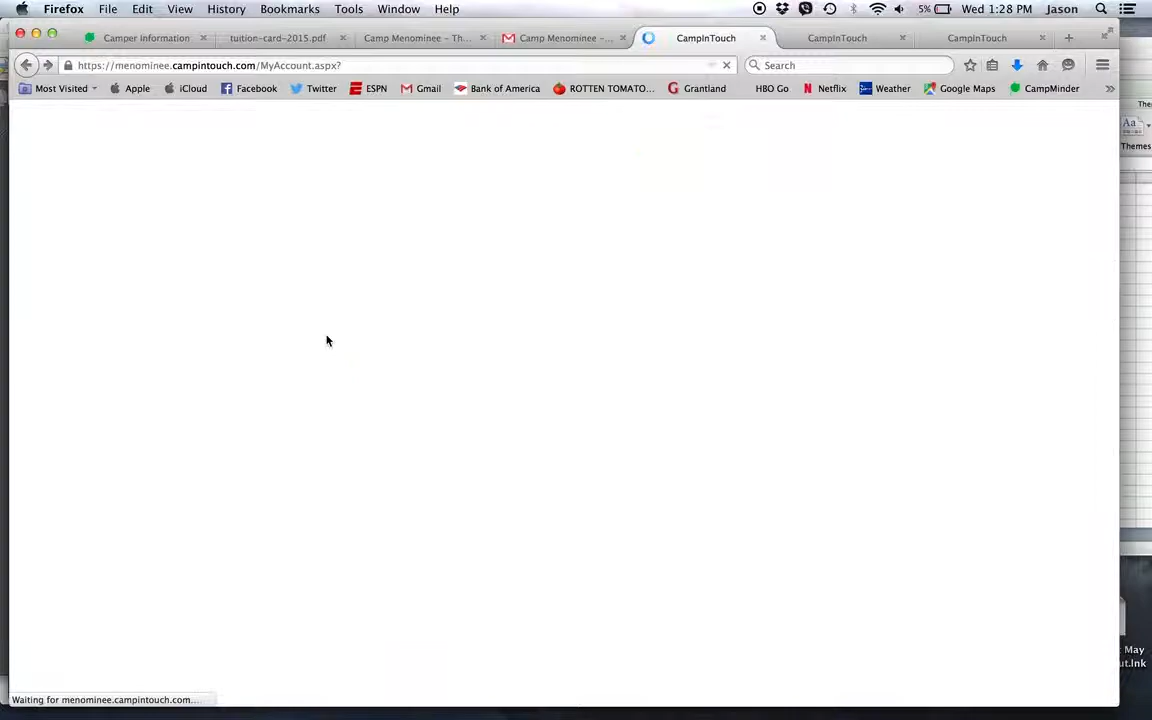 Firefox File Edit View History Bookmarks Tools Window Help 5% Wed 1:28 PM Jason
Camper Information tuition-card-2015.pdf Camp Menominee - Th... Camp Menominee -... CampInTouch CampInTouch CampInTouch
https://menominee.campintouch.com/MyAccount.aspx? Search
Most Visited Apple iCloud Facebook Twitter ESPN Gmail Bank of America ROTTEN TOMATO... Grantland HBO Go Netflix Weather Google Maps CampMinder
Aa
Themes
May
ut.lnk
Waiting for menominee.campintouch.com...